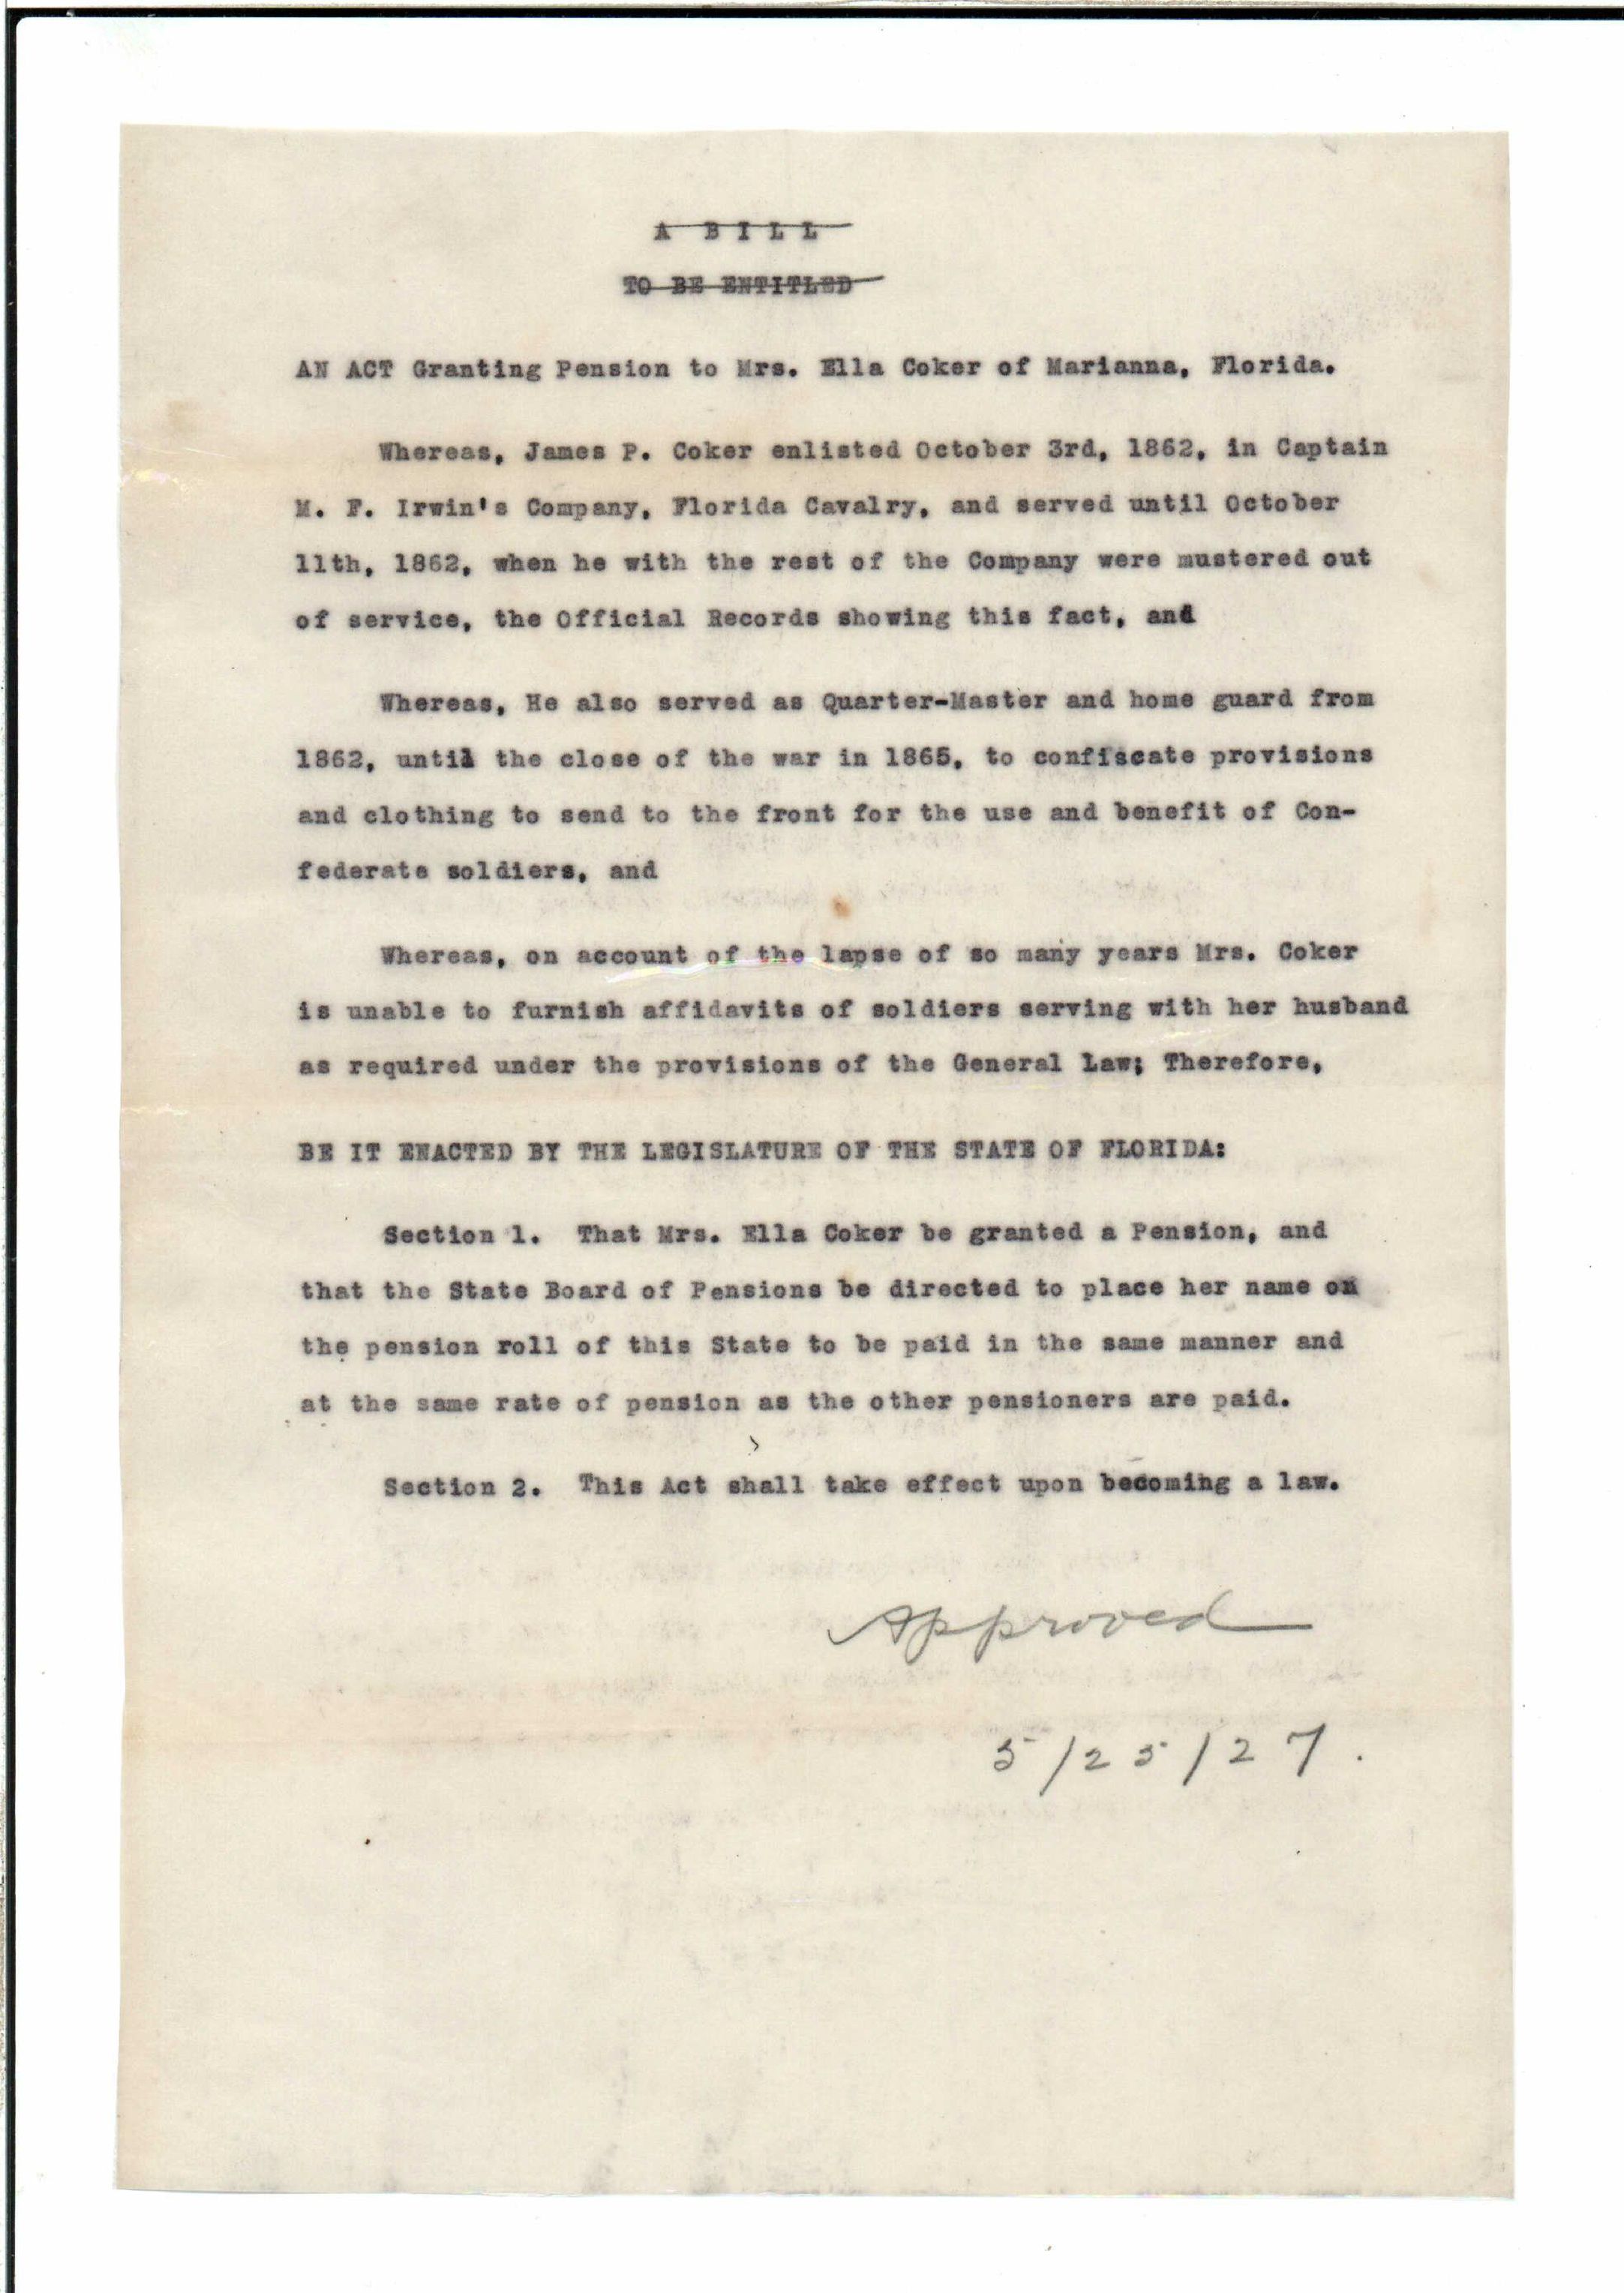 A BILL
TO BE ENTITLED
AN ACT Granting Pension to Mrs. Ella Coker of Marianna, Florida.
Whereas, James P. Coker enlisted October 3rd, 1862, in Captain
M. F. Irwin's Company, Florida Cavalry, and served until October
11th, 1862, when he with the rest of the Company were mustered out
of service, the Official Records showing this fact, and
Whereas, He also served as Quarter-Master and home guard from
1862, until the close of the war in 1865, to confiscate provisions
and clothing to send to the front for the use and benefit of Con-
federate soldiers, and
Whereas, on account of the lapse of so many years Mrs. Coker
is unable to furnish affidavits of soldiers serving with her husband
as required under the provisions of the General Law; Therefore,
BE IT ENACTED BY THE LEGISLATURE OF THE STATE OF FLORIDA:
Section 1. That Mrs. Ella Coker be granted a Pension, and
that the State Board of Pensions be directed to place her name on
the pension roll of this State to be paid in the same manner and
at the same rate of pension as the other pensioners are paid.
Section 2. This Act shall take effect upon becoming a law.
Approved
5/25/27.